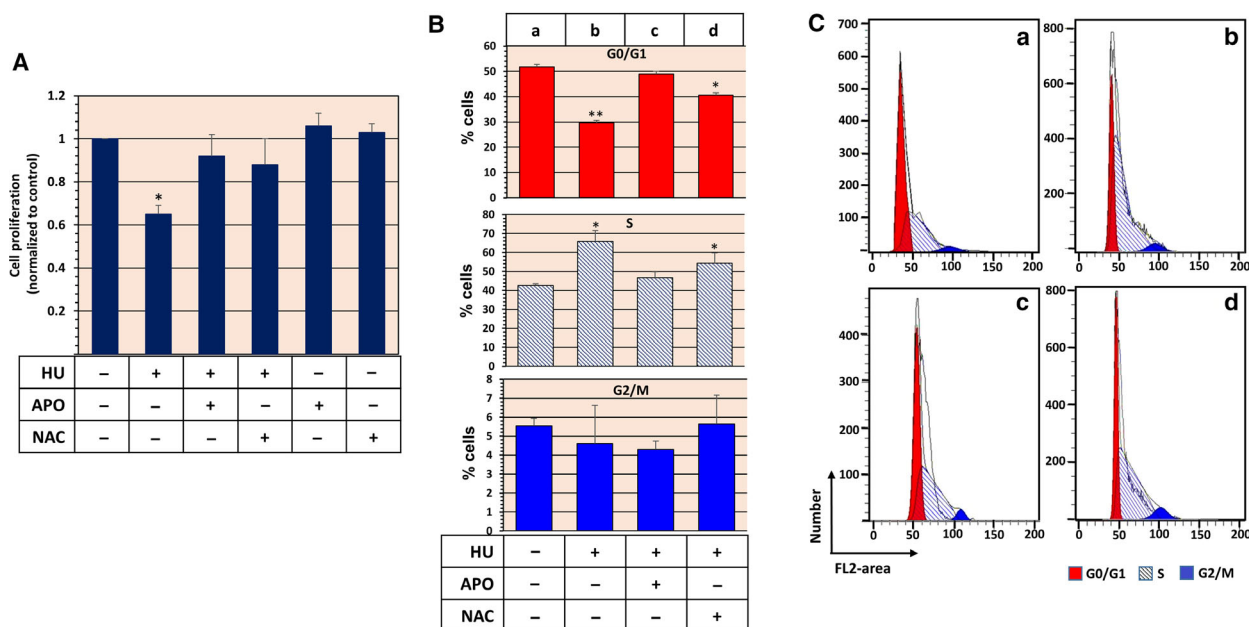 A
Cell proliferation
(normalized to control)
1.2
1
0.8
0.6
0.4
0.2
*
HU – + + + – –
APO – – + – + –
NAC – – – + – +
B
a b c d
G0/G1
% cells
60
50
40
30
20
10
0
**
*
S
% cells
80
70
60
50
40
30
20
10
0
*
*
G2/M
% cells
8
7
6
5
4
3
2
1
0
HU – + + +
APO – – + –
NAC – – – +
C
a
700
600
500
400
300
200
100
0 50 100 150 200
b
800
600
400
200
0 50 100 150 200
c
400
300
200
100
0 50 100 150 200
d
800
600
400
200
0 50 100 150 200
Number
FL2-area
G0/G1 S G2/M